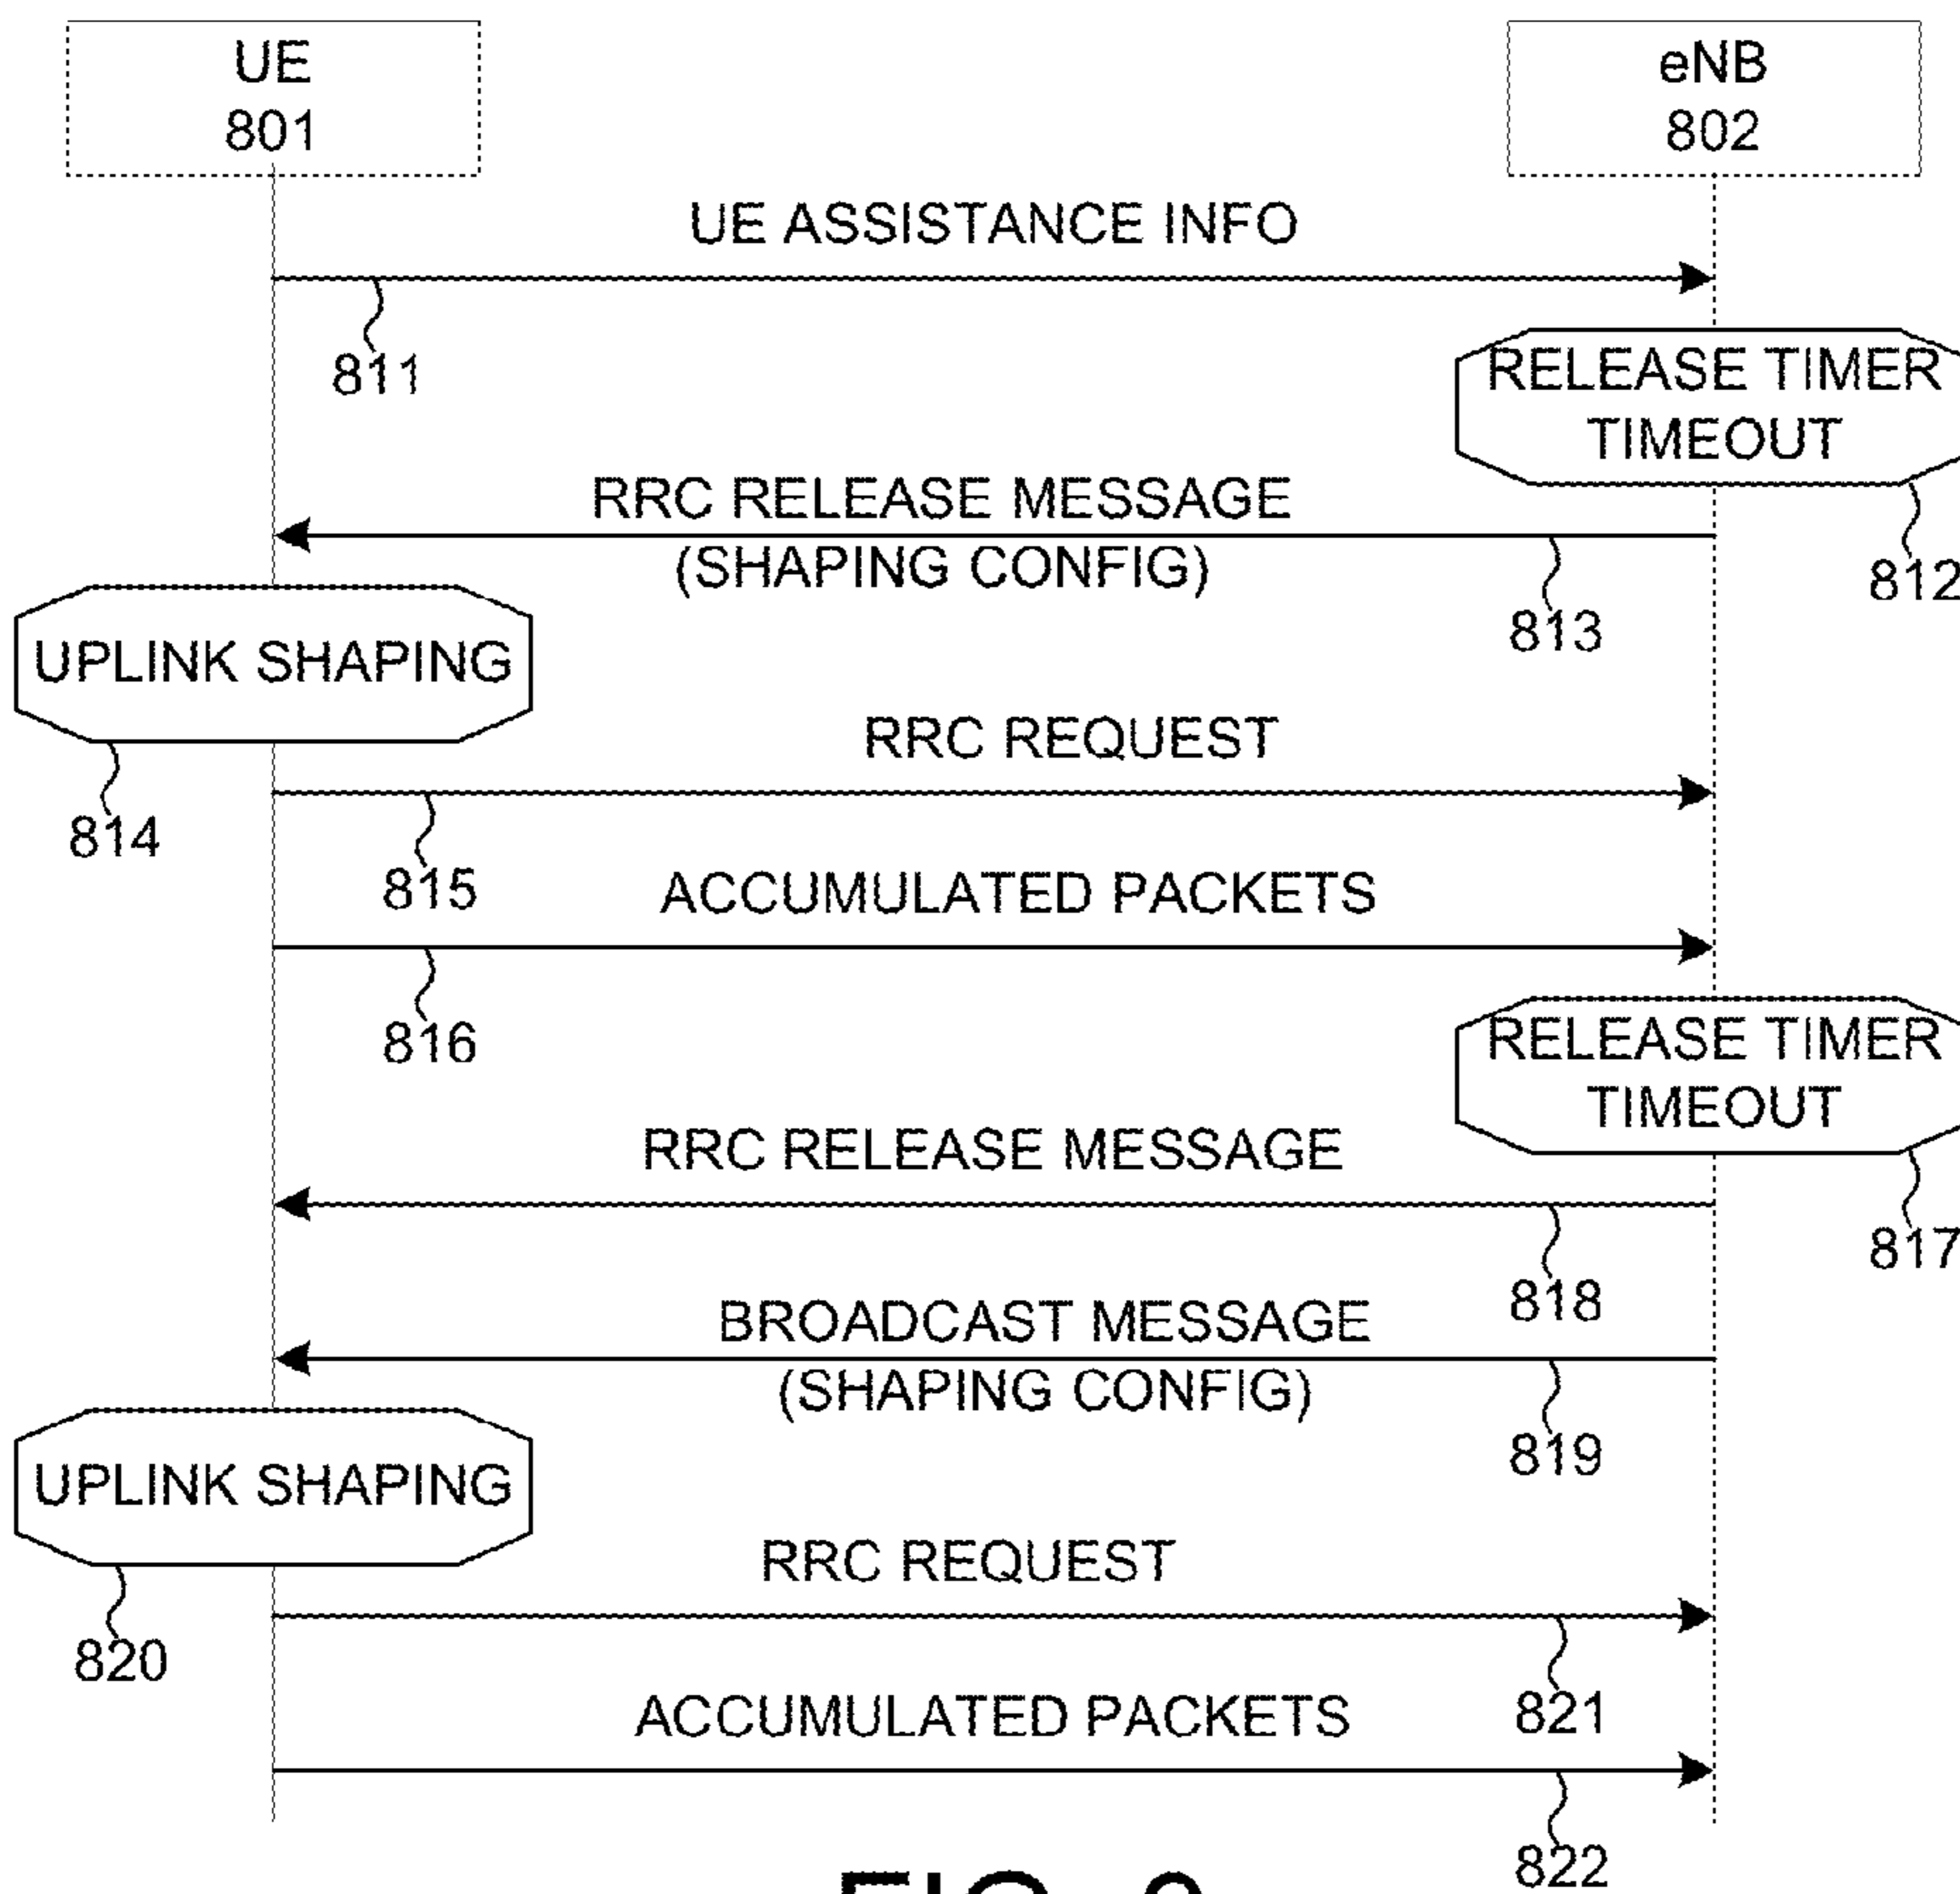 UE
801
eNB
802
UE ASSISTANCE INFO
811
RELEASE TIMER
TIMEOUT
812
RRC RELEASE MESSAGE
(SHAPING CONFIG)
813
UPLINK SHAPING
814
RRC REQUEST
815
ACCUMULATED PACKETS
816
RELEASE TIMER
TIMEOUT
817
RRC RELEASE MESSAGE
818
BROADCAST MESSAGE
(SHAPING CONFIG)
819
UPLINK SHAPING
820
RRC REQUEST
821
ACCUMULATED PACKETS
822